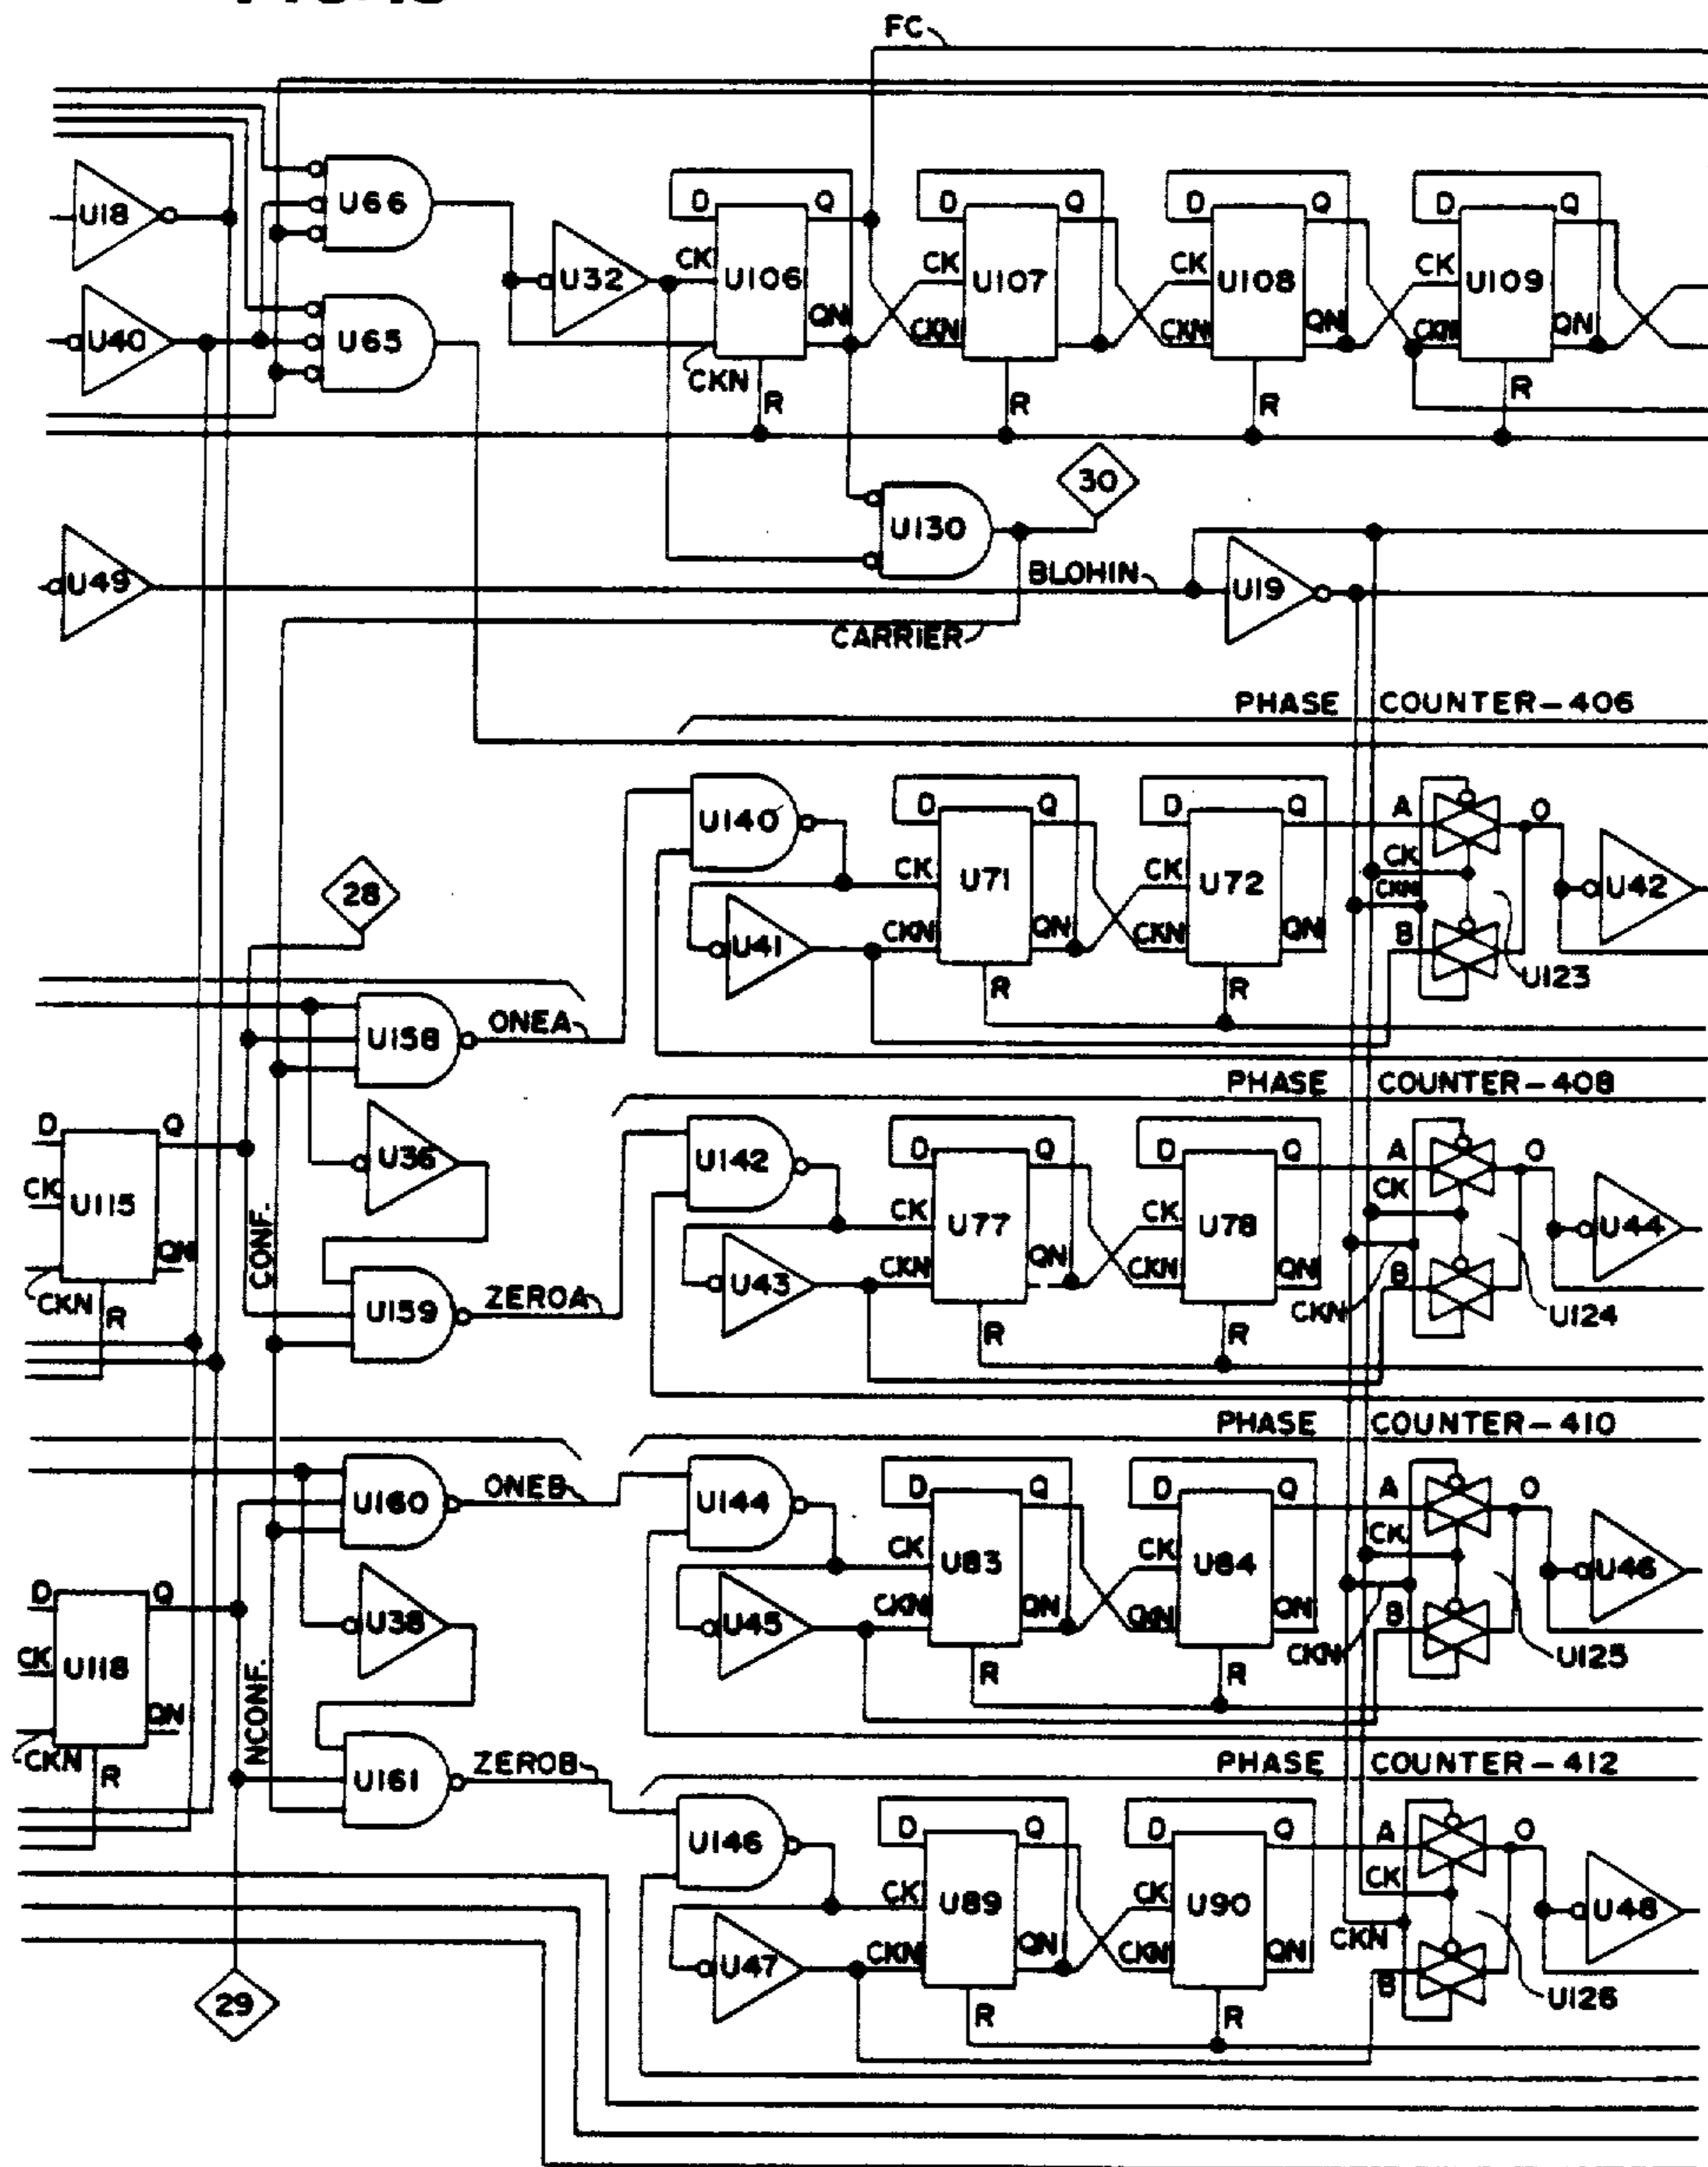 FC
U18
U66
D Q D Q D Q D Q
CK CK CK CK
U32 U106 U107 U108 U109
U40
U65
QN CKN CKN QN CKN QN
CKN
R R R R
30
U130
U49
BLOHIN
U19
CARRIER
PHASE COUNTER-406
U140
D Q D Q A O
CK CK CK
U71 U72 CKN U42
28
U41 CKN QN CKN QN B
U123
R R
U158 ONEA
PHASE COUNTER-408
D Q
U36
U142
D Q D Q A O
CK CK CK CK
U115 U77 U78 U44
CONF.
QN
U43 CKN QN CKN QN B
CKN R
U159 ZEROA
CKN
U124
R R
PHASE COUNTER-410
U160 ONEB
U144
D Q D Q A O
CK CK CK
U83 U84 U46
D Q
U38
U45 CKN QN CKN QN B
CK
U118
CKN
U125
R R
QN
NCONF.
CKN R
U161 ZEROB
PHASE COUNTER-412
U146
D Q D Q A O
CK CK CK
U89 U90 U48
CKN
U47 CKN QN CKN QN B
29
U126
R R